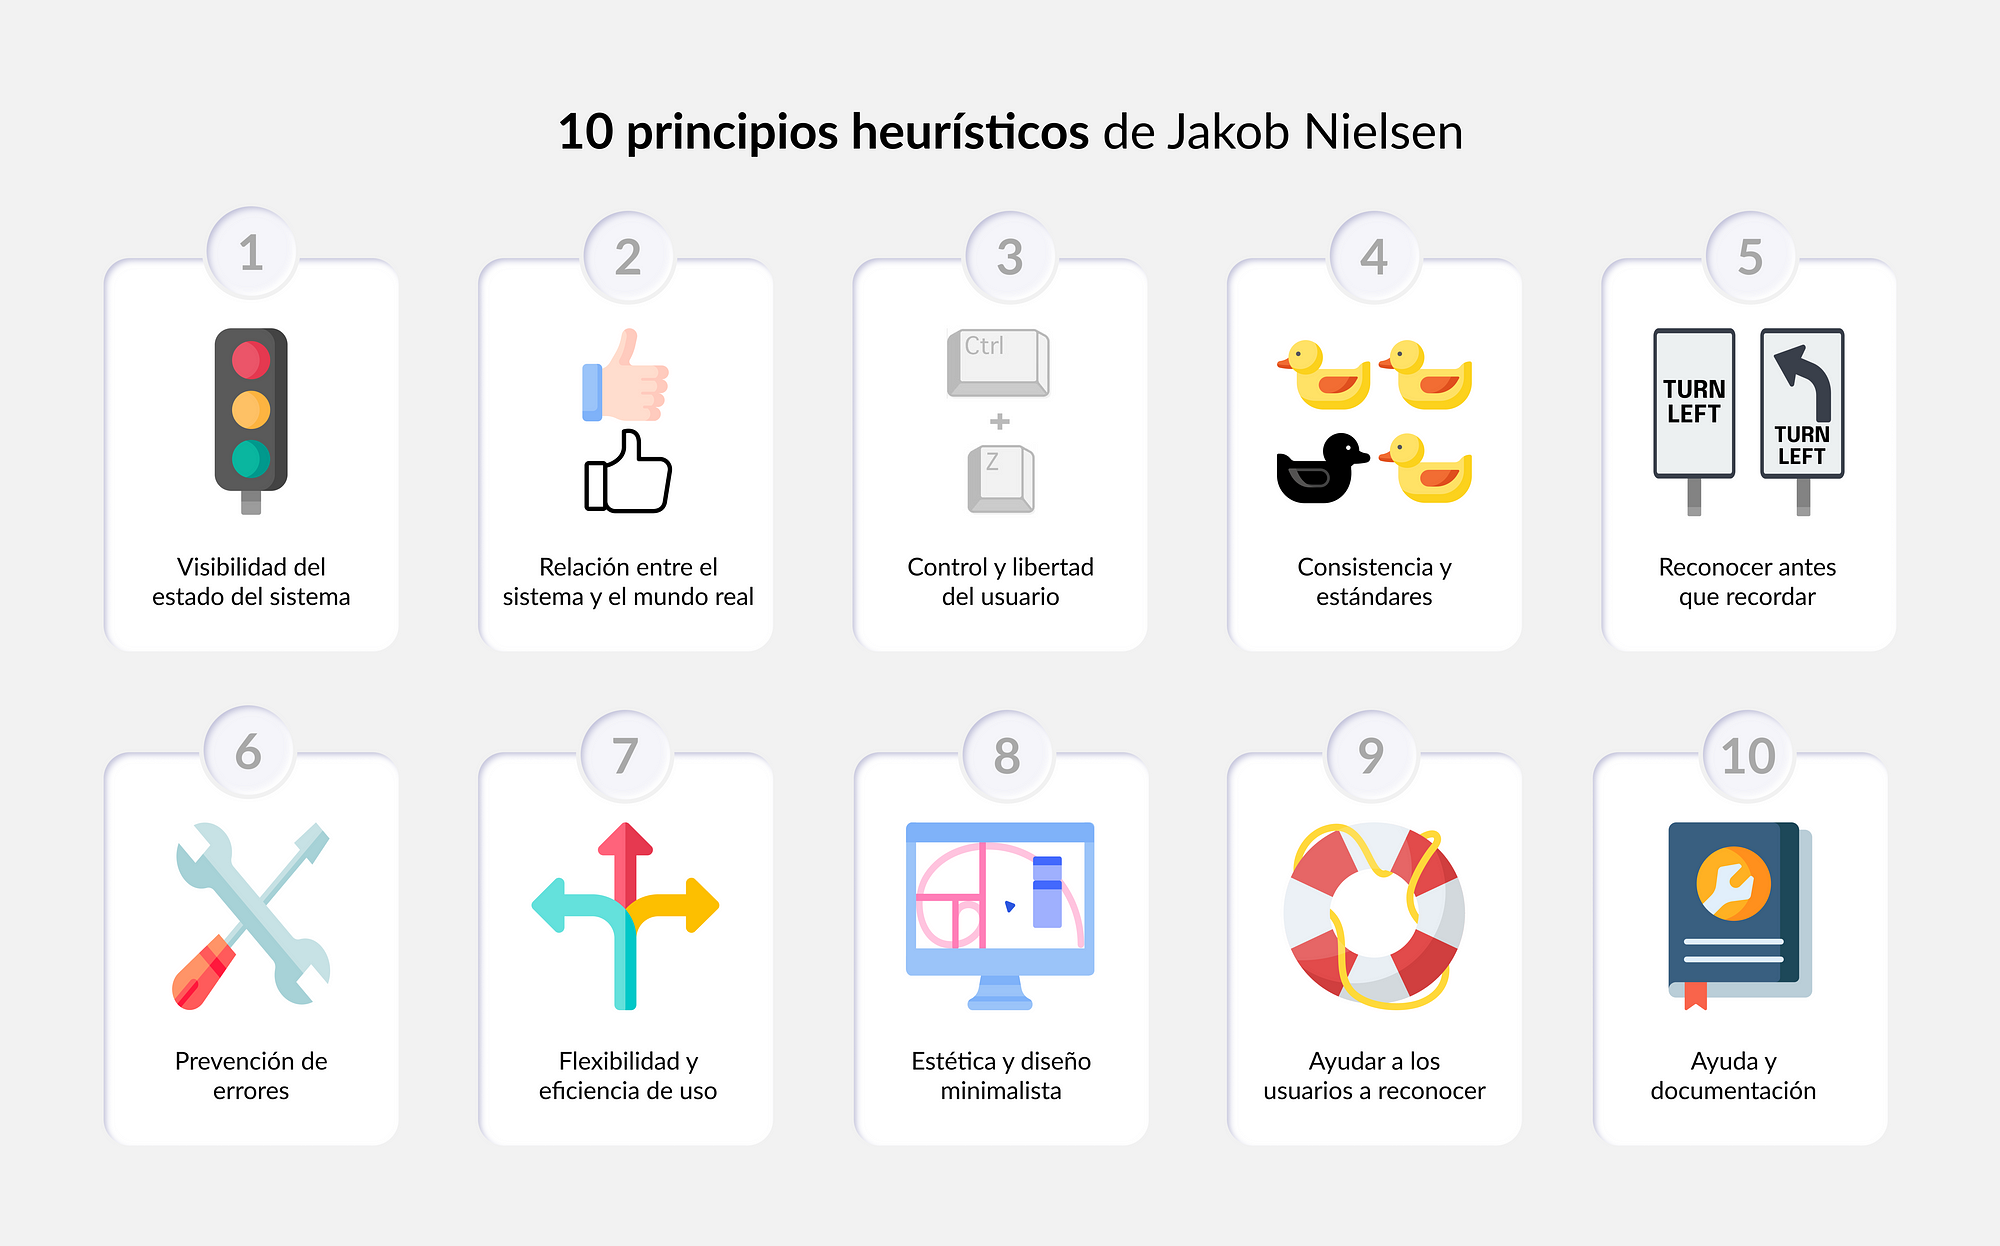 10 principios heurísticos de Jakob Nielsen
1
2
3
4
5
Ctrl
+
Z
TURN
LEFT
TURN
LEFT
Visibilidad del
estado del sistema
Relación entre el
sistema y el mundo real
Control y libertad
del usuario
Consistencia y
estándares
Reconocer antes
que recordar
6
7
8
9
10
Prevención de
errores
Flexibilidad y
eficiencia de uso
Estética y diseño
minimalista
Ayudar a los
usuarios a reconocer
Ayuda y
documentación